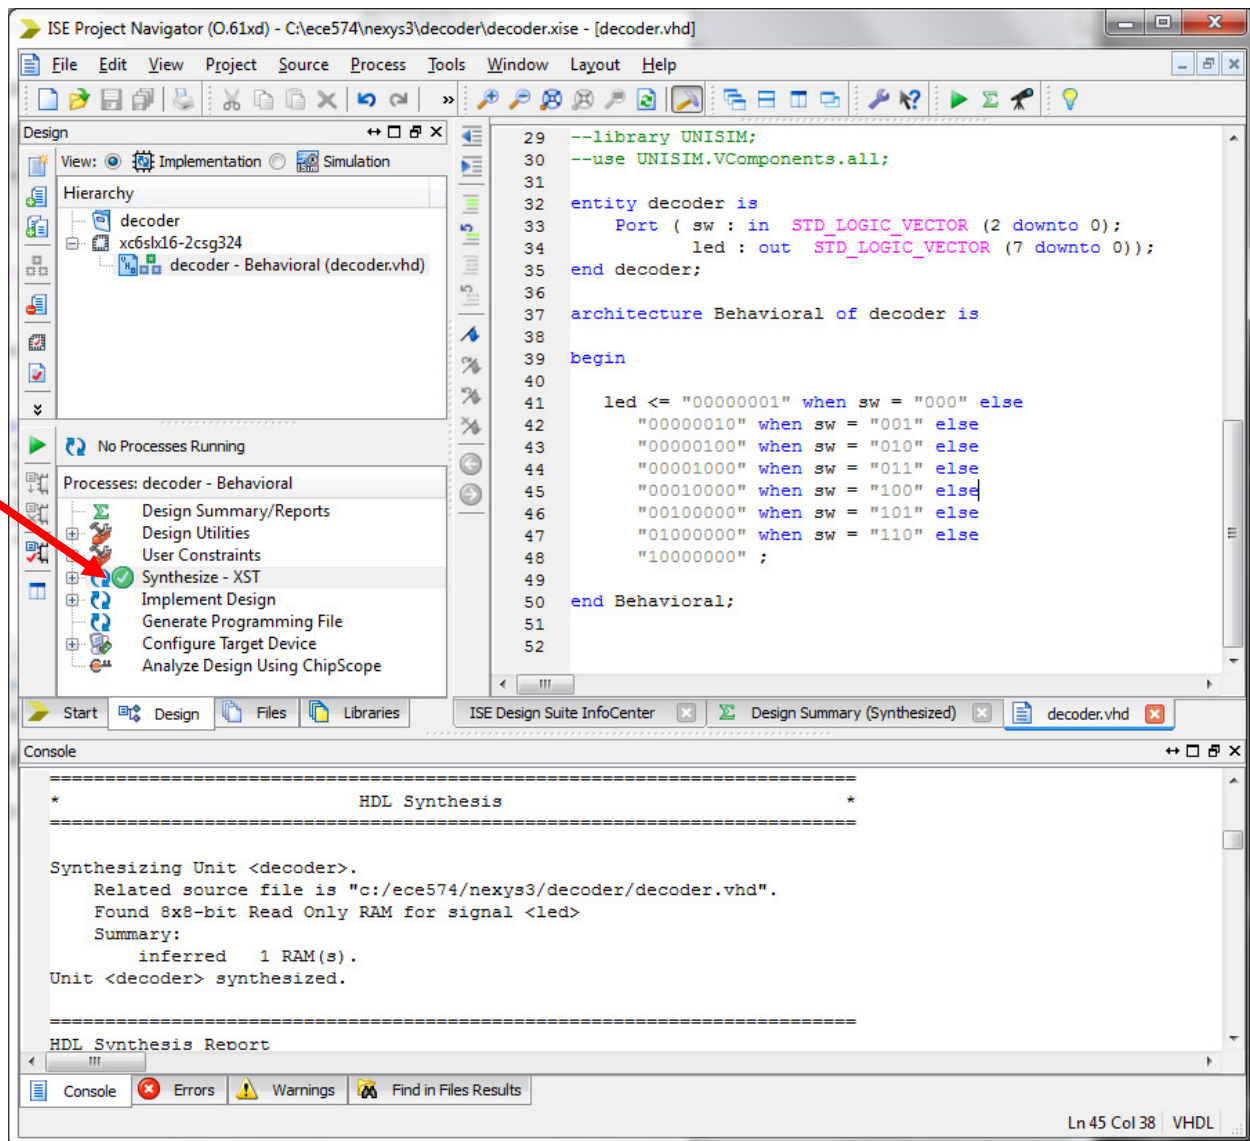 ISE Project Navigator (O.61xd) - C:\ece574\nexys3\decoder\decoder.xise - [decoder.vhd]
File Edit View Project Source Process Tools Window Layout Help
Design
View: Implementation Simulation
Hierarchy
decoder
xc6slx16-2csg324
decoder - Behavioral (decoder.vhd)
No Processes Running
Processes: decoder - Behavioral
Design Summary/Reports
Design Utilities
User Constraints
Synthesize - XST
Implement Design
Generate Programming File
Configure Target Device
Analyze Design Using ChipScope
Start Design Files Libraries
29 --library UNISIM;
30 --use UNISIM.VComponents.all;
31
32 entity decoder is
33 Port ( sw : in STD_LOGIC_VECTOR (2 downto 0);
34 led : out STD_LOGIC_VECTOR (7 downto 0));
35 end decoder;
36
37 architecture Behavioral of decoder is
38
39 begin
40
41 led <= "00000001" when sw = "000" else
42 "00000010" when sw = "001" else
43 "00000100" when sw = "010" else
44 "00001000" when sw = "011" else
45 "00010000" when sw = "100" else
46 "00100000" when sw = "101" else
47 "01000000" when sw = "110" else
48 "10000000" ;
49
50 end Behavioral;
51
52
ISE Design Suite InfoCenter Design Summary (Synthesized) decoder.vhd
Console
=========================================================================
* HDL Synthesis *
=========================================================================
Synthesizing Unit <decoder>.
Related source file is "c:/ece574/nexys3/decoder/decoder.vhd".
Found 8x8-bit Read Only RAM for signal <led>
Summary:
inferred 1 RAM(s).
Unit <decoder> synthesized.
=========================================================================
HDL Synthesis Report
Console Errors Warnings Find in Files Results
Ln 45 Col 38 VHDL